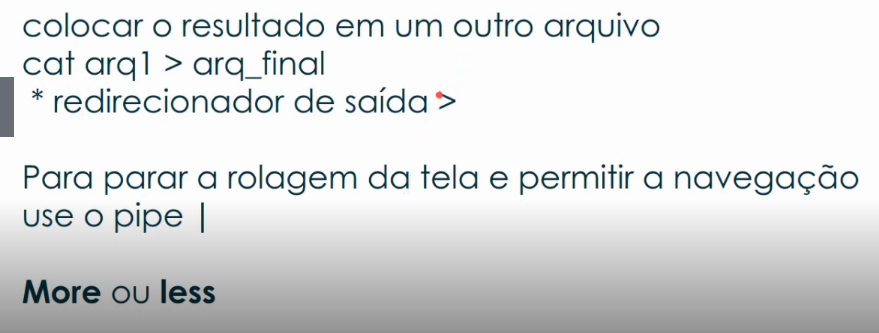 colocar o resultado em um outro arquivo
cat arq1 > arq_final
* redirecionador de saída >
Para parar a rolagem da tela e permitir a navegação
use o pipe |
More ou less